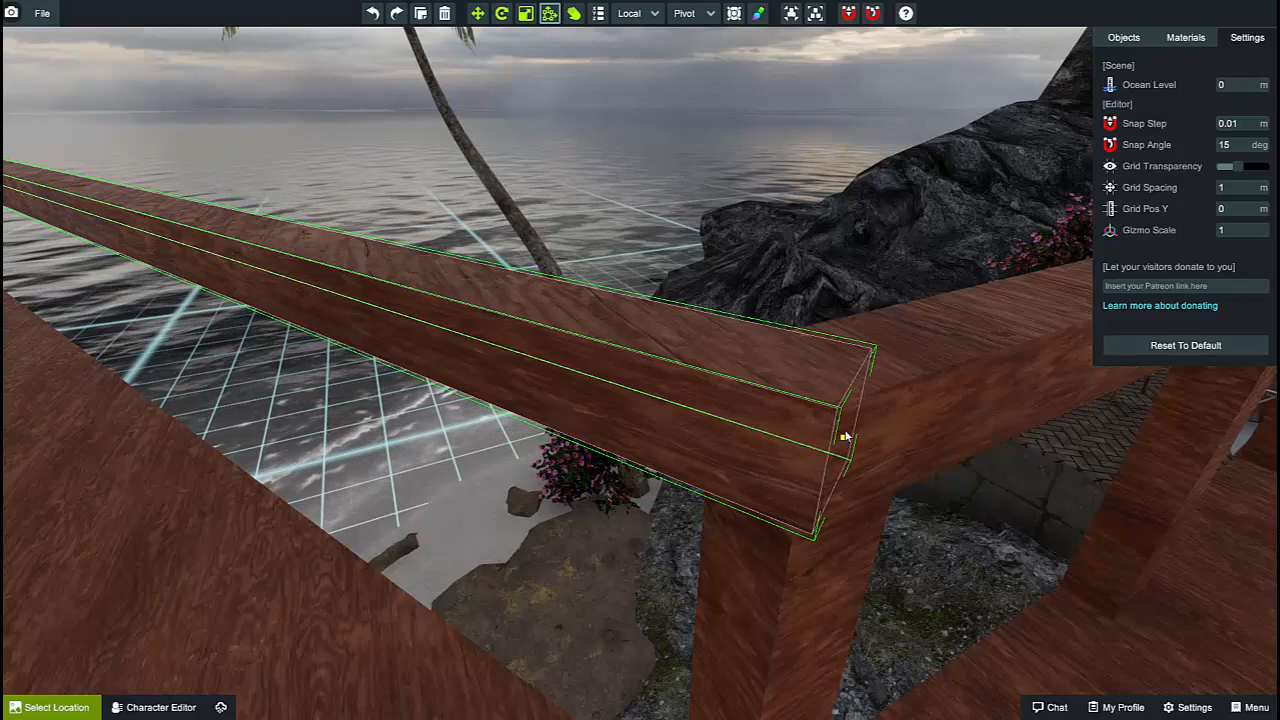 File
Local
Pivot
Objects Materials Settings
[Scene]
Ocean Level 0 m
[Editor]
Snap Step 0.01 m
Snap Angle 15 deg
Grid Transparency
Grid Spacing 1 m
Grid Pos Y 0 m
Gizmo Scale 1
[Let your visitors donate to you]
Insert your Patreon link here
Learn more about donating
Reset To Default
Select Location
Character Editor
Chat
My Profile
Settings
Menu